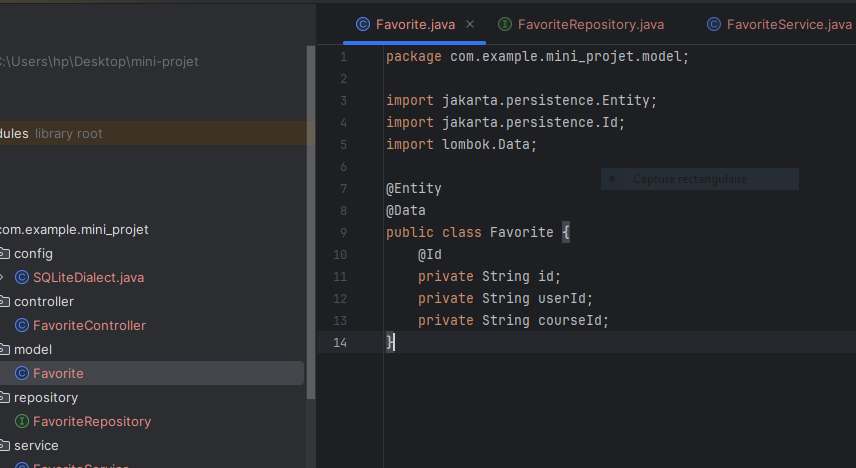 Favorite.java
FavoriteRepository.java
FavoriteService.java
:\Users\hp\Desktop\mini-projet
dules library root
com.example.mini_projet
config
SQLiteDialect.java
controller
FavoriteController
model
Favorite
repository
FavoriteRepository
service
FavoriteService
1 package com.example.mini_projet.model;
2
3 import jakarta.persistence.Entity;
4 import jakarta.persistence.Id;
5 import lombok.Data;
6
7 @Entity
8 @Data
9 public class Favorite {
10 @Id
11 private String id;
12 private String userId;
13 private String courseId;
14 }
Capture rectangulaire